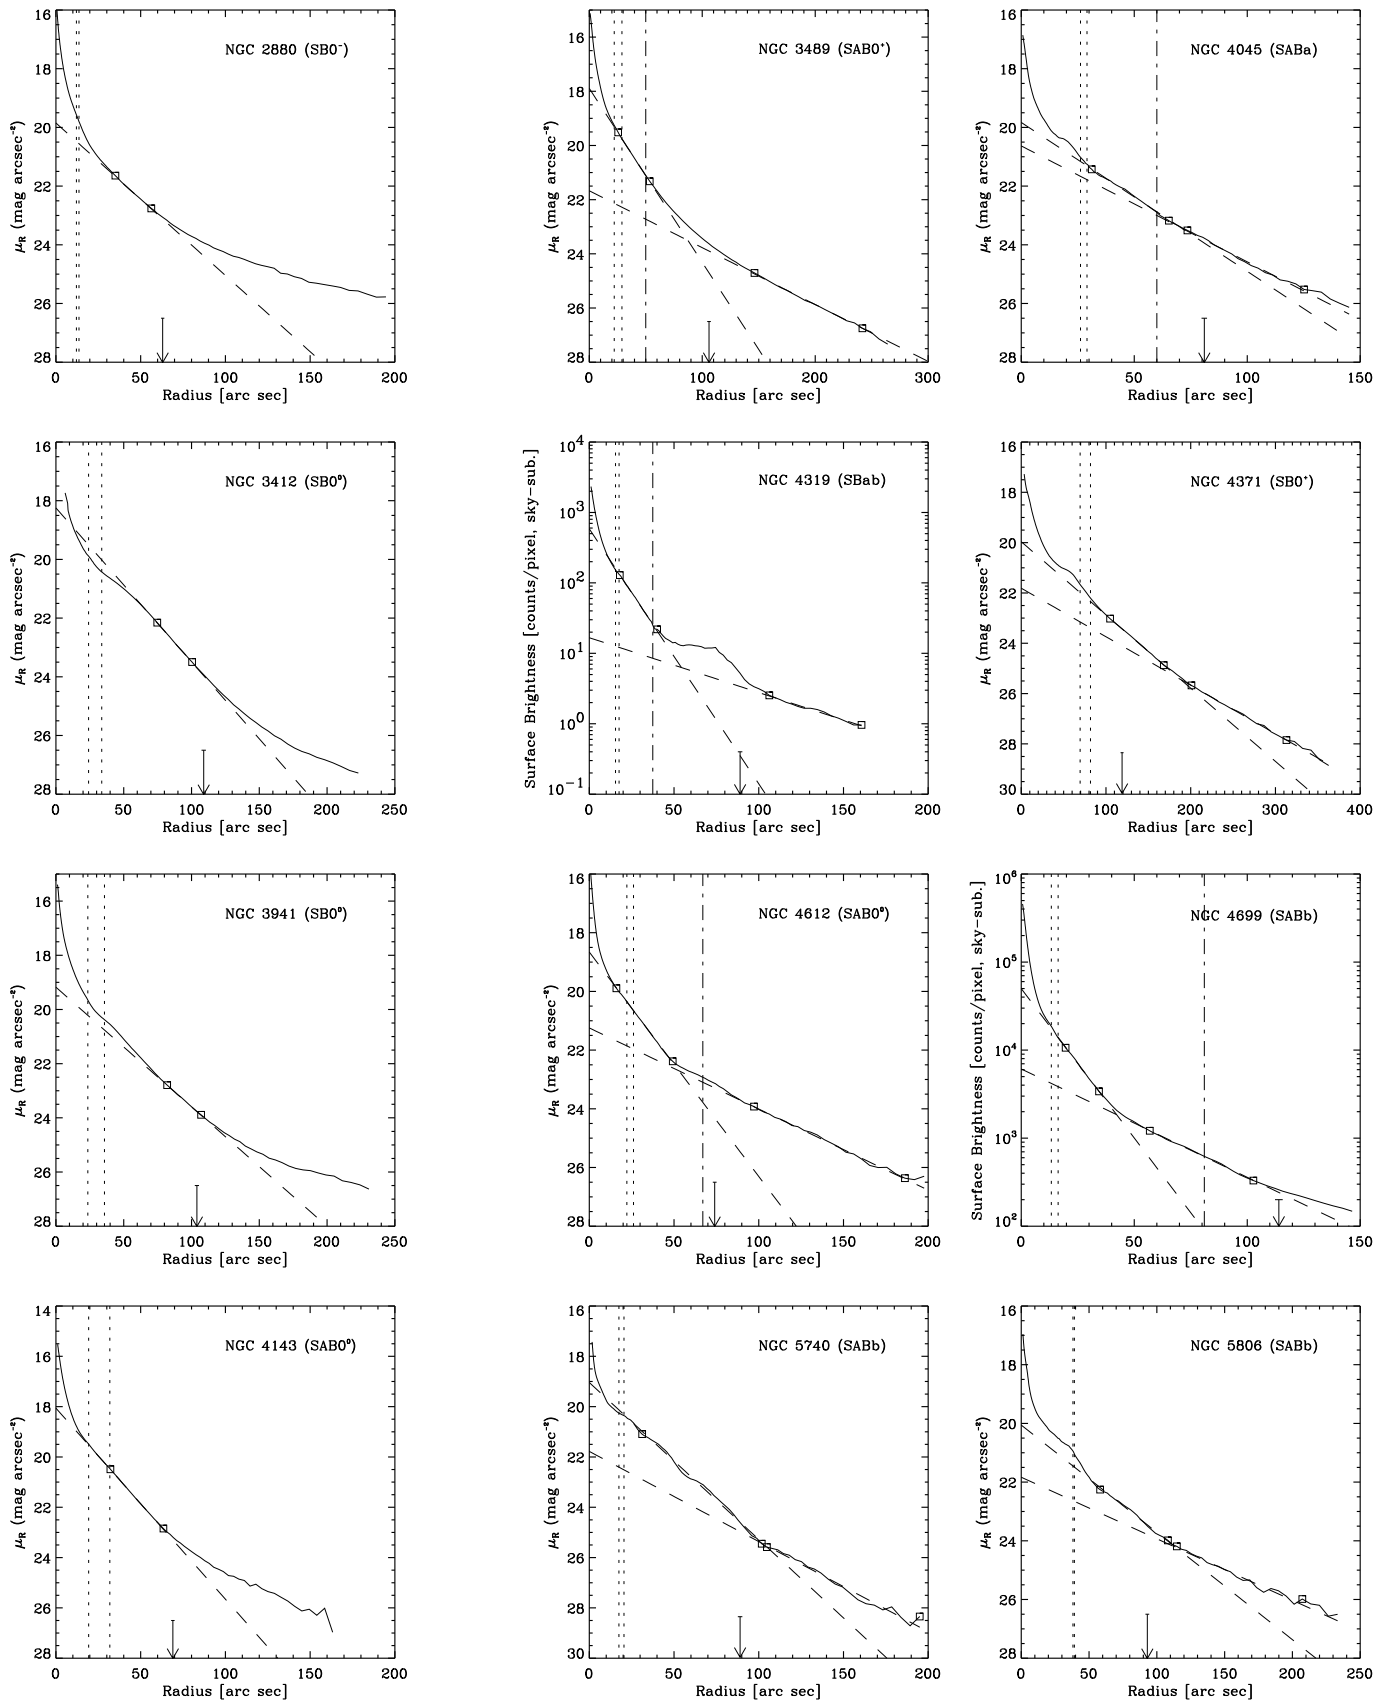 NGC 2880 (SB0⁻)
16
18
20
22
24
26
28
μR (mag arcsec⁻²)
0 50 100 150 200
Radius [arc sec]
NGC 3489 (SAB0⁺)
16
18
20
22
24
26
28
μR (mag arcsec⁻²)
0 100 200 300
Radius [arc sec]
NGC 4045 (SABa)
16
18
20
22
24
26
28
μR (mag arcsec⁻²)
0 50 100 150
Radius [arc sec]
NGC 3412 (SB0⁰)
16
18
20
22
24
26
28
μR (mag arcsec⁻²)
0 50 100 150 200 250
Radius [arc sec]
NGC 4319 (SBab)
10⁴
10³
10²
10¹
10⁰
10⁻¹
Surface Brightness [counts/pixel, sky-sub.]
0 50 100 150 200
Radius [arc sec]
NGC 4371 (SB0⁺)
16
18
20
22
24
26
28
30
μR (mag arcsec⁻²)
0 100 200 300 400
Radius [arc sec]
NGC 3941 (SB0⁰)
16
18
20
22
24
26
28
μR (mag arcsec⁻²)
0 50 100 150 200 250
Radius [arc sec]
NGC 4612 (SAB0⁰)
16
18
20
22
24
26
28
μR (mag arcsec⁻²)
0 50 100 150 200
Radius [arc sec]
NGC 4699 (SABb)
10⁶
10⁵
10⁴
10³
10²
Surface Brightness [counts/pixel, sky-sub.]
0 50 100 150
Radius [arc sec]
NGC 4143 (SAB0⁰)
14
16
18
20
22
24
26
28
μR (mag arcsec⁻²)
0 50 100 150 200
Radius [arc sec]
NGC 5740 (SABb)
16
18
20
22
24
26
28
30
μR (mag arcsec⁻²)
0 50 100 150 200
Radius [arc sec]
NGC 5806 (SABb)
16
18
20
22
24
26
28
μR (mag arcsec⁻²)
0 50 100 150 200 250
Radius [arc sec]